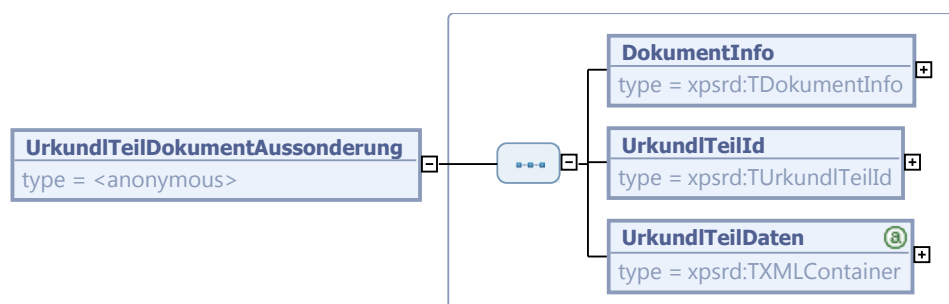 DokumentInfo
type = xpsrd:TDokumentInfo
UrkundlTeilDokumentAussonderung
type = <anonymous>
UrkundlTeilId
type = xpsrd:TUrkundlTeilId
UrkundlTeilDaten
a
type = xpsrd:TXMLContainer